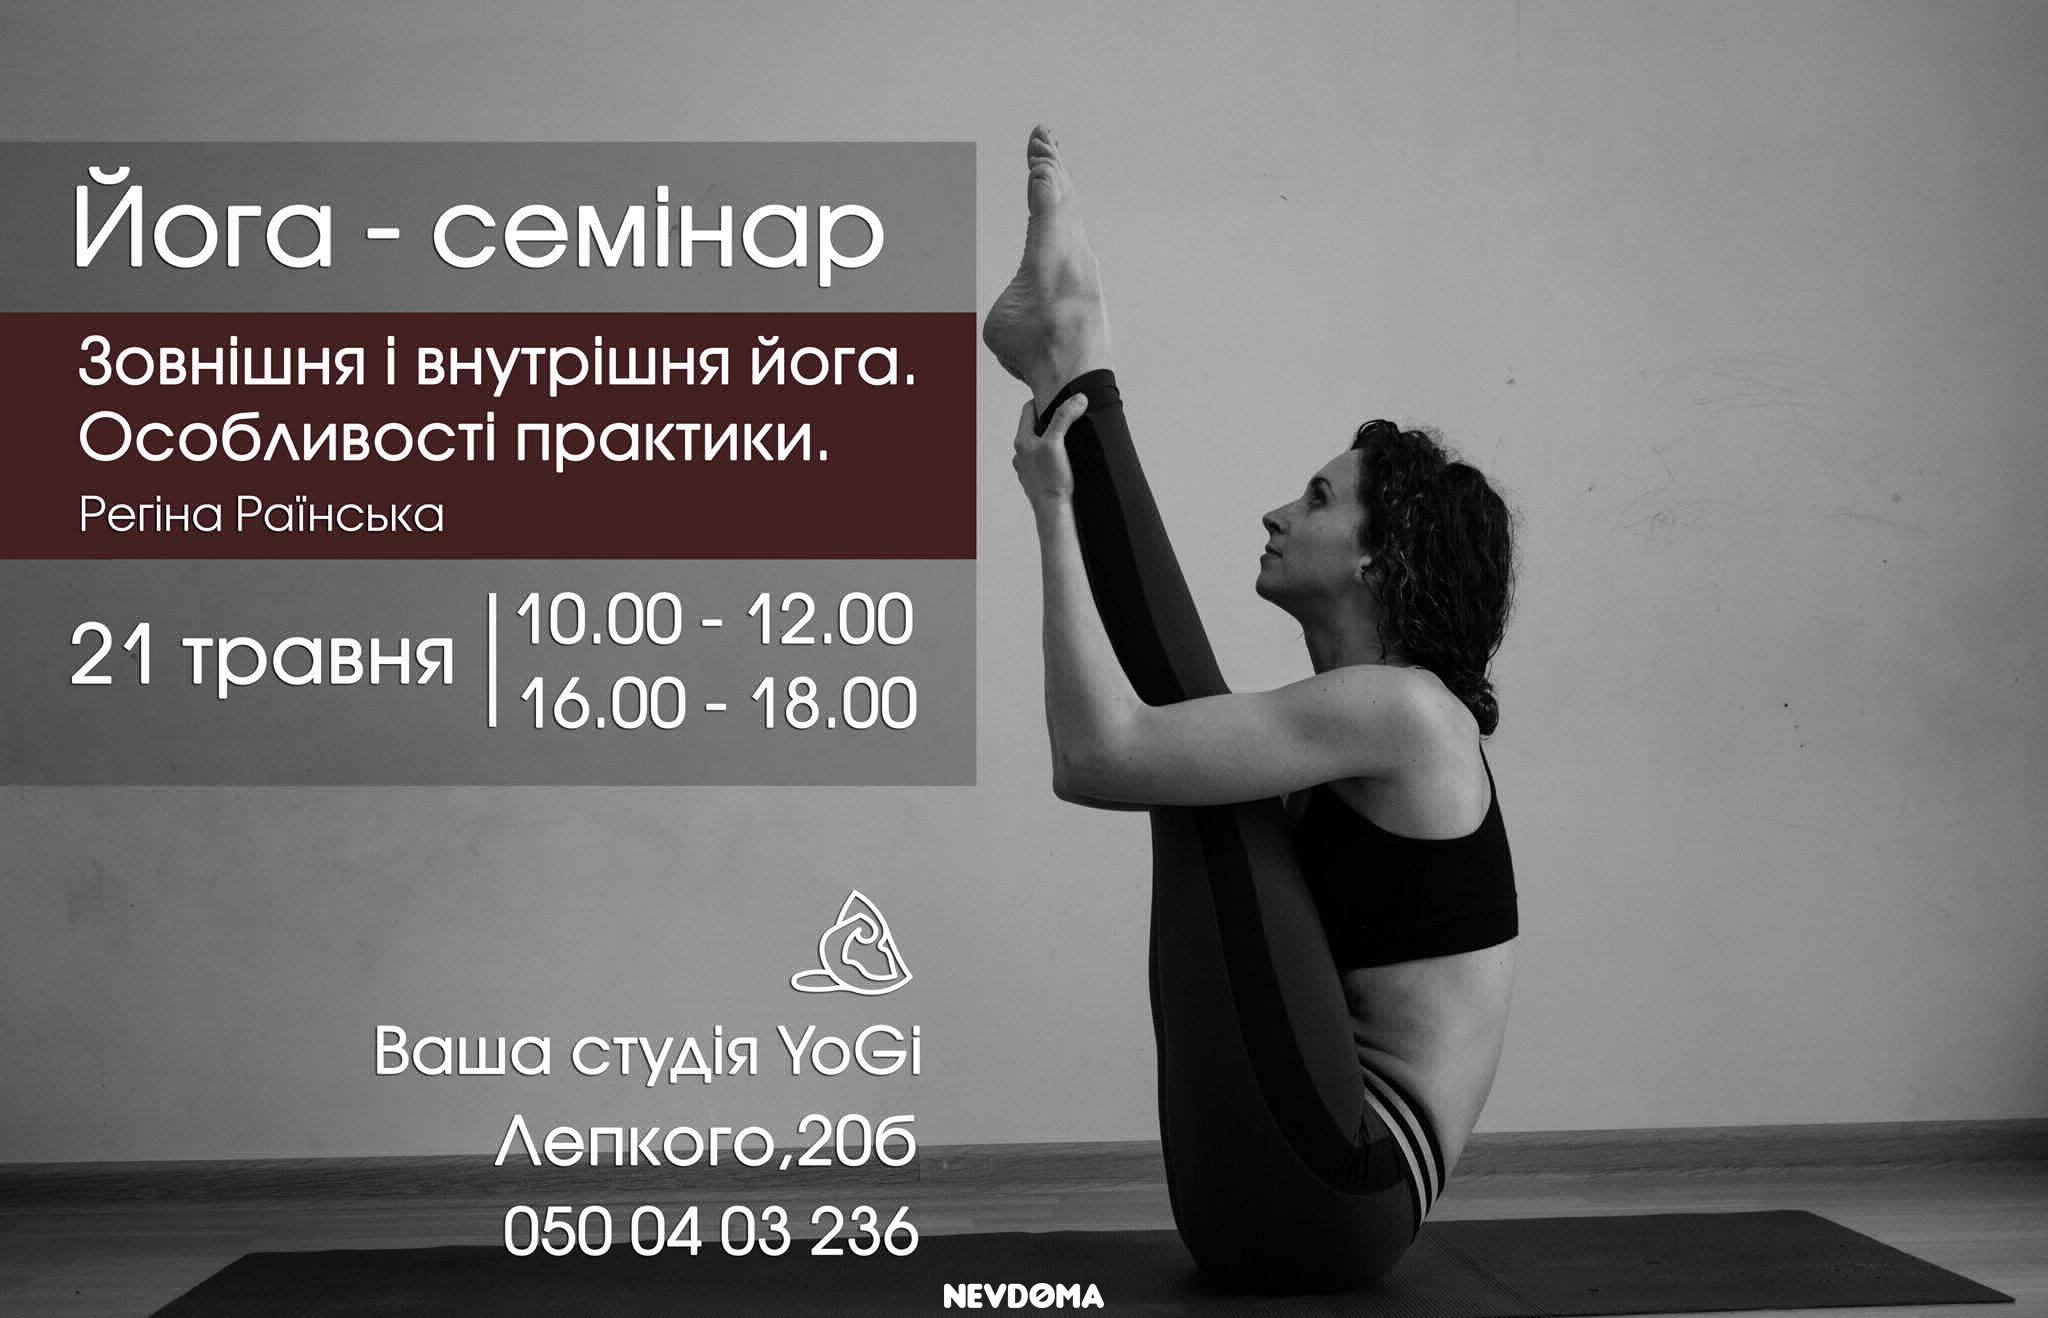 Йога - семінар
Зовнішня і внутрішня йога.
Особливості практики.
Регіна Раїнська
21 травня
10.00 - 12.00
16.00 - 18.00
Ваша студія YoGi
Лепкого,20б
050 04 03 236
NEVDOMA